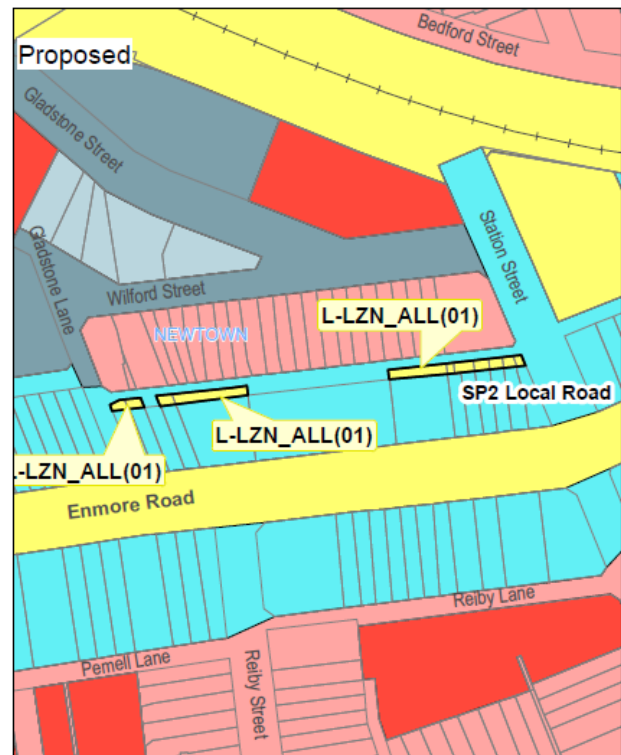 Bedford Street
Proposed
Gladstone Street
Station Street
Gladstone Lane
Wilford Street
L-LZN_ALL(01)
NEWTOWN
SP2 Local Road
L-LZN_ALL(01)
-LZN_ALL(01)
Enmore Road
Reiby Lane
Pemell Lane
Reiby Street